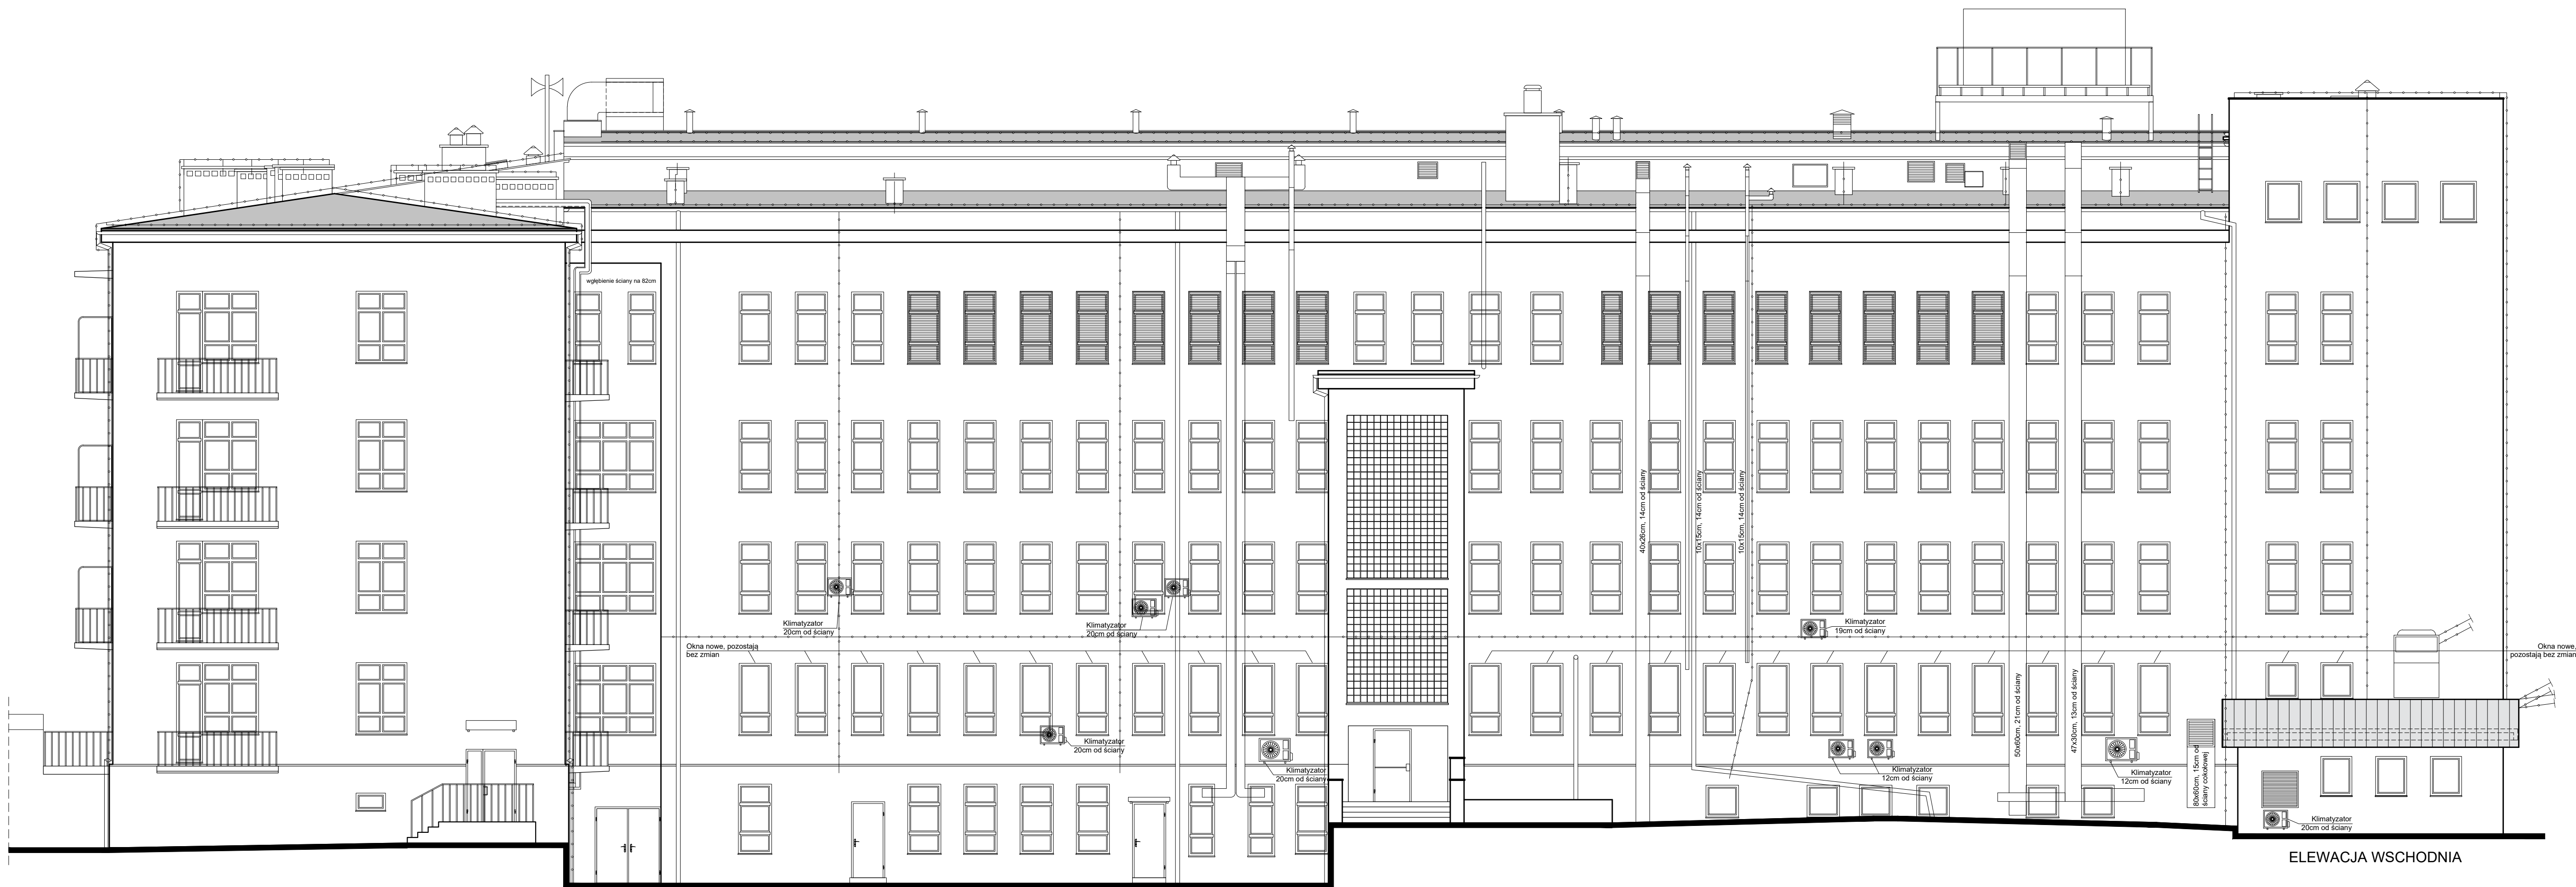 wgłębienie ściany na 82cm
40x26cm, 14cm od ściany
10x15cm, 14cm od ściany
10x15cm, 14cm od ściany
Klimatyzator
20cm od ściany
Klimatyzator
20cm od ściany
Klimatyzator
19cm od ściany
Okna nowe, pozostają
bez zmian
Okna nowe,
pozostają bez zmian
50x60cm, 21cm od ściany
47x30cm, 13cm od ściany
Klimatyzator
20cm od ściany
Klimatyzator
20cm od ściany
Klimatyzator
12cm od ściany
Klimatyzator
12cm od ściany
80x60cm, 15cm od
ściany cokołowej
Klimatyzator
20cm od ściany
ELEWACJA WSCHODNIA